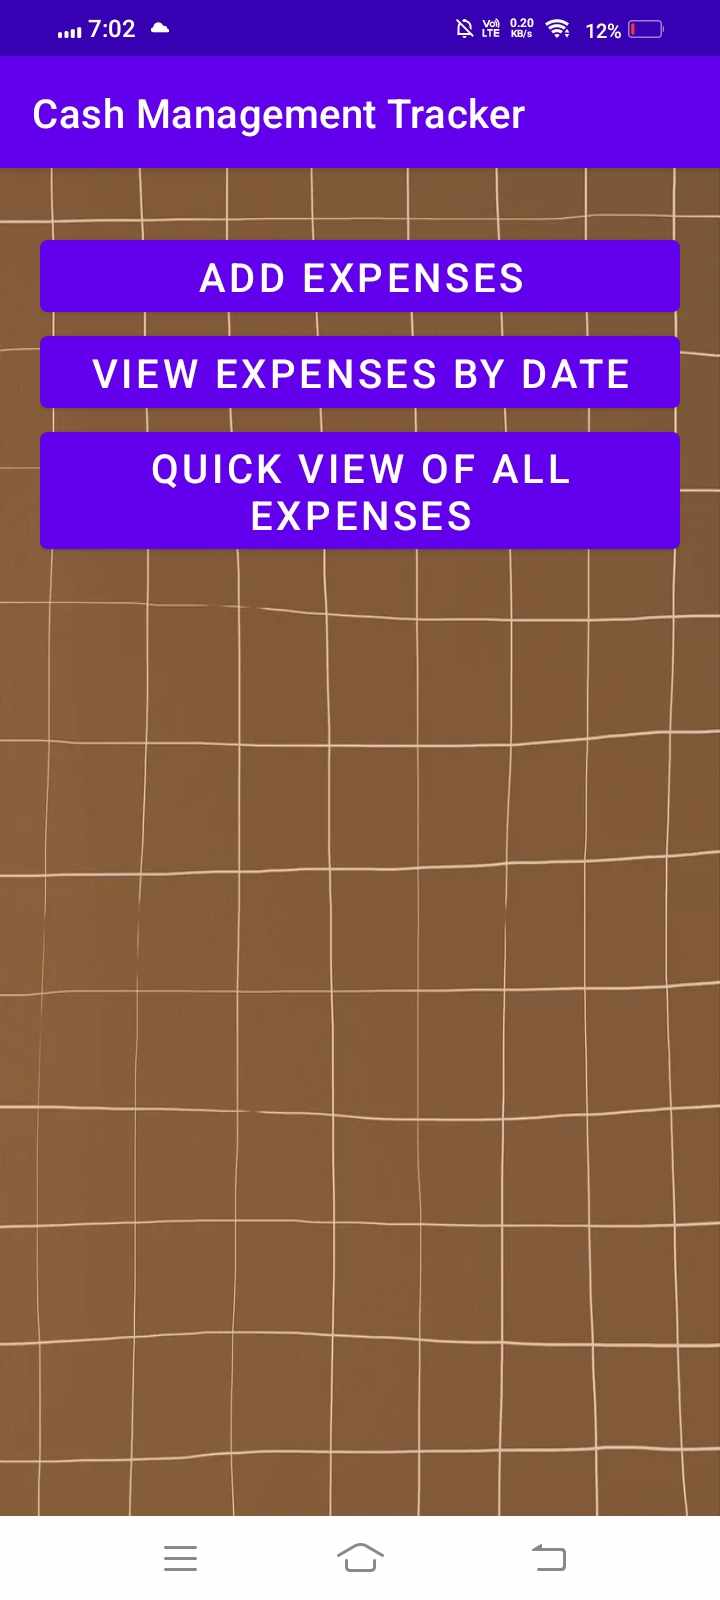 7:02
Vo) 0.20
LTE KB/s
12%
Cash Management Tracker
ADD EXPENSES
VIEW EXPENSES BY DATE
QUICK VIEW OF ALL
EXPENSES